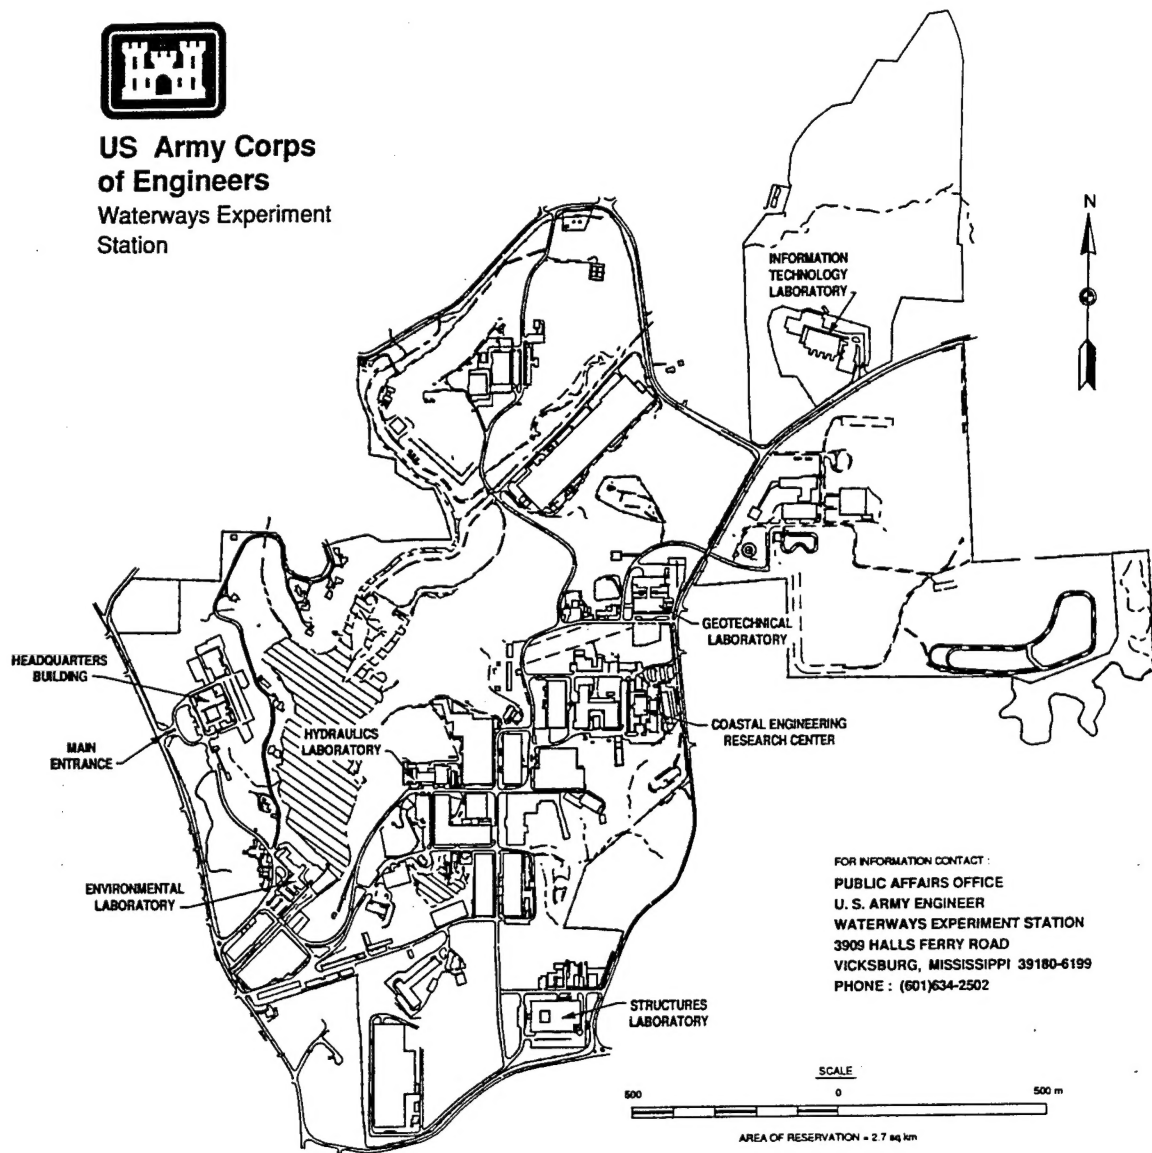 US Army Corps
of Engineers
Waterways Experiment
Station
N
INFORMATION
TECHNOLOGY
LABORATORY
GEOTECHNICAL
LABORATORY
HEADQUARTERS
BUILDING
MAIN
ENTRANCE
HYDRAULICS
LABORATORY
COASTAL ENGINEERING
RESEARCH CENTER
ENVIRONMENTAL
LABORATORY
STRUCTURES
LABORATORY
FOR INFORMATION CONTACT :
PUBLIC AFFAIRS OFFICE
U. S. ARMY ENGINEER
WATERWAYS EXPERIMENT STATION
3909 HALLS FERRY ROAD
VICKSBURG, MISSISSIPPI 39180-6199
PHONE : (601)634-2502
SCALE
500 0 500 m
AREA OF RESERVATION = 2.7 sq km